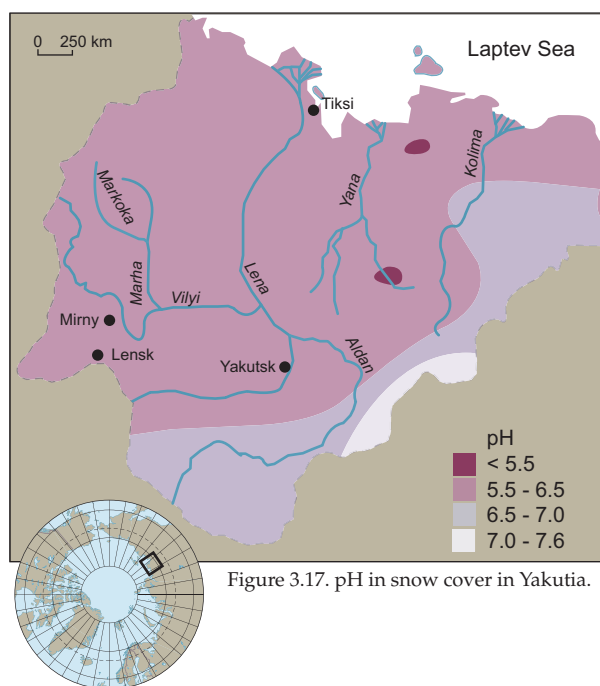 0 250 km
Laptev Sea
Tiksi
Kolima
Yana
Markoka
Marha
Lena
Vilyi
Mirny
Lensk
Yakutsk
Aldan
pH
< 5.5
5.5 - 6.5
6.5 - 7.0
7.0 - 7.6
Figure 3.17. pH in snow cover in Yakutia.